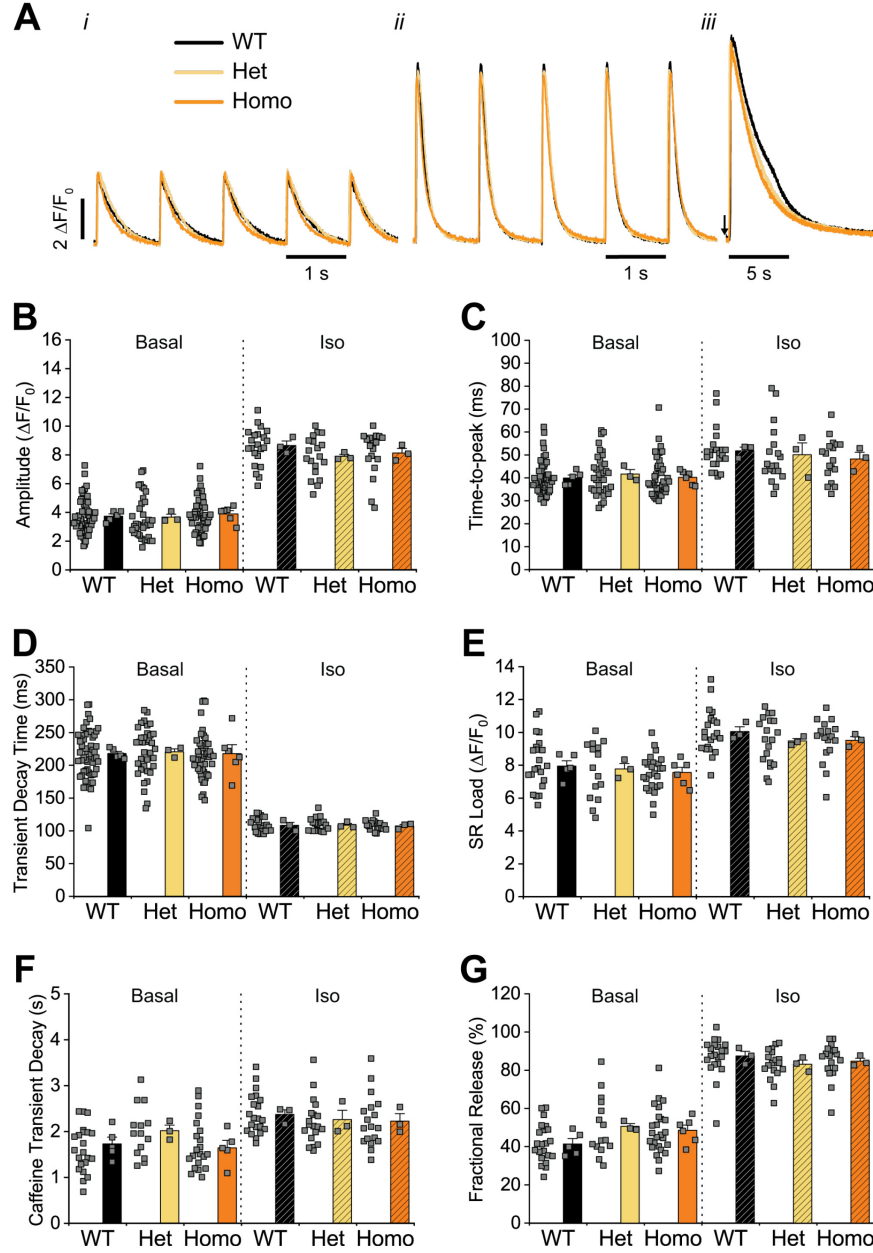 A
i
ii
iii
WT
Het
Homo
2 ΔF/F0
1 s
1 s
5 s
B
Basal
Iso
Amplitude (ΔF/F0)
16
14
12
10
8
6
4
2
0
WT Het Homo WT Het Homo
C
Basal
Iso
Time-to-peak (ms)
100
90
80
70
60
50
40
30
20
10
0
WT Het Homo WT Het Homo
D
Basal
Iso
Transient Decay Time (ms)
350
300
250
200
150
100
50
0
WT Het Homo WT Het Homo
E
Basal
Iso
SR Load (ΔF/F0)
14
12
10
8
6
4
2
0
WT Het Homo WT Het Homo
F
Basal
Iso
Caffeine Transient Decay (s)
5
4
3
2
1
0
WT Het Homo WT Het Homo
G
Basal
Iso
Fractional Release (%)
120
100
80
60
40
20
0
WT Het Homo WT Het Homo